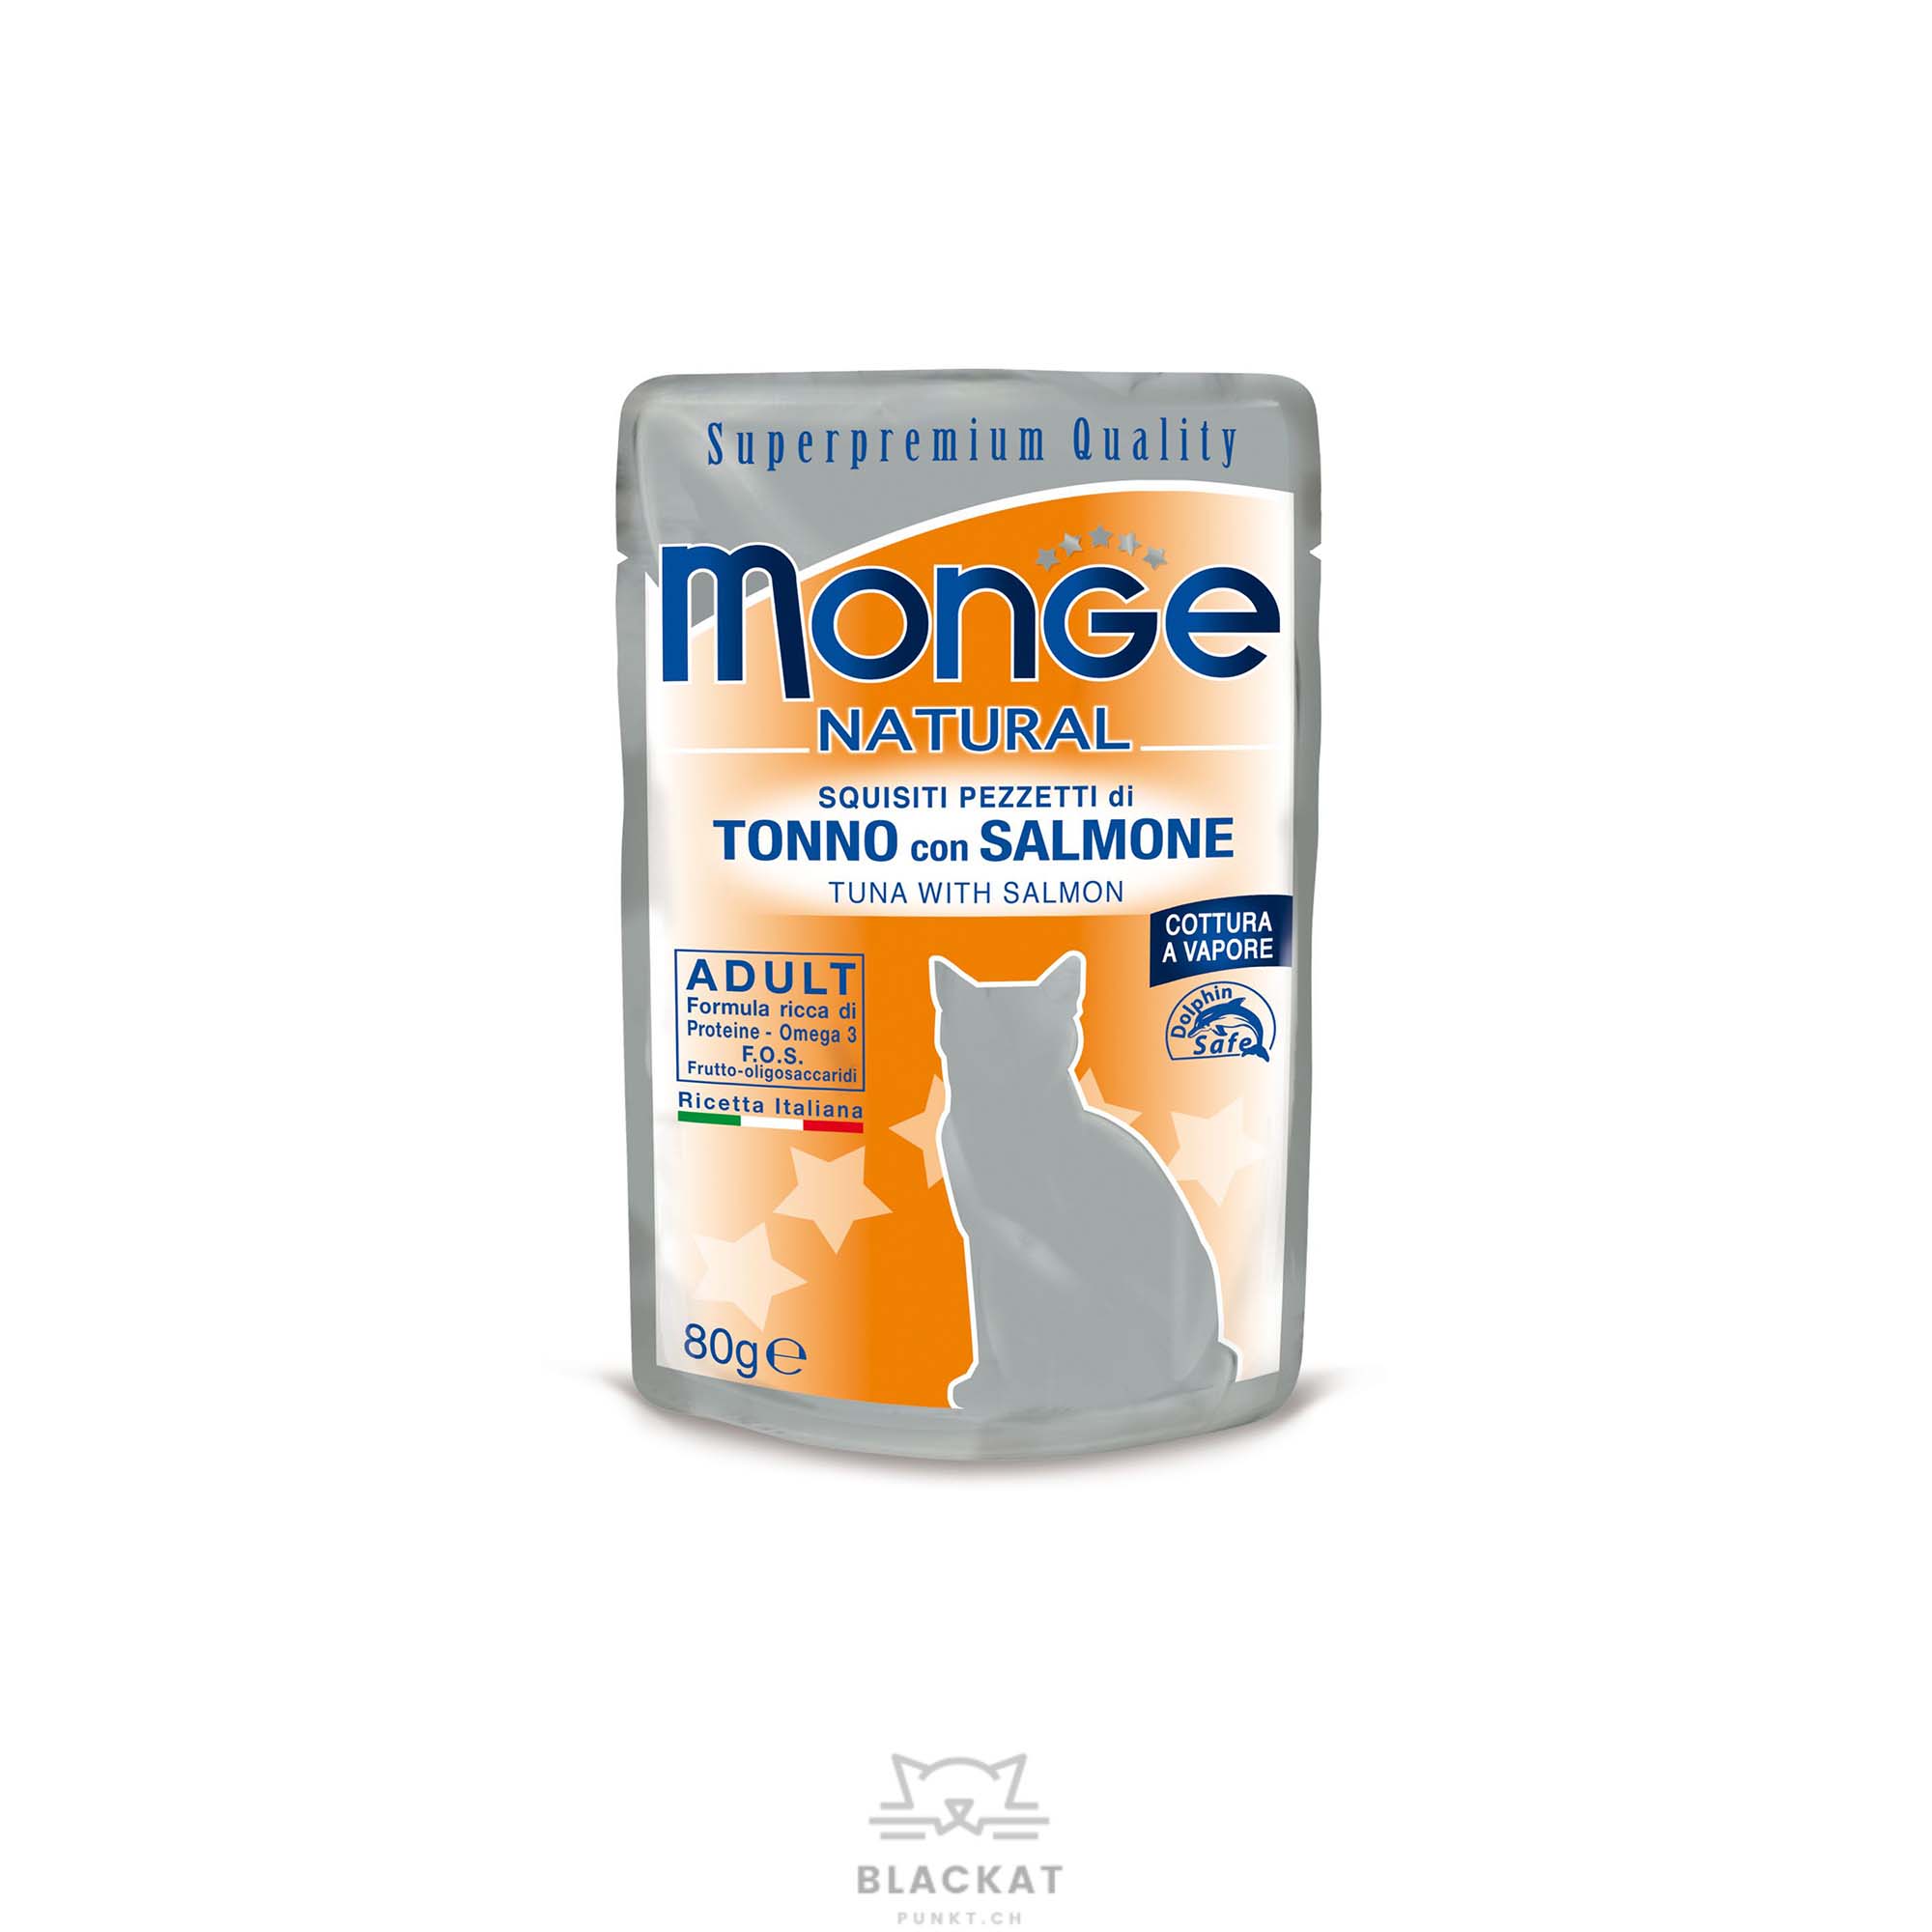 Superpremium Quality
monGe
NATURAL
SQUISITI PEZZETTI di
TONNO con SALMONE
TUNA WITH SALMON
COTTURA
A VAPORE
Dolphin
Safe
ADULT
Formula ricca di
Proteine - Omega 3
F.O.S.
Frutto-oligosaccaridi
Ricetta Italiana
80g℮
BLACKAT
PUNKT.CH